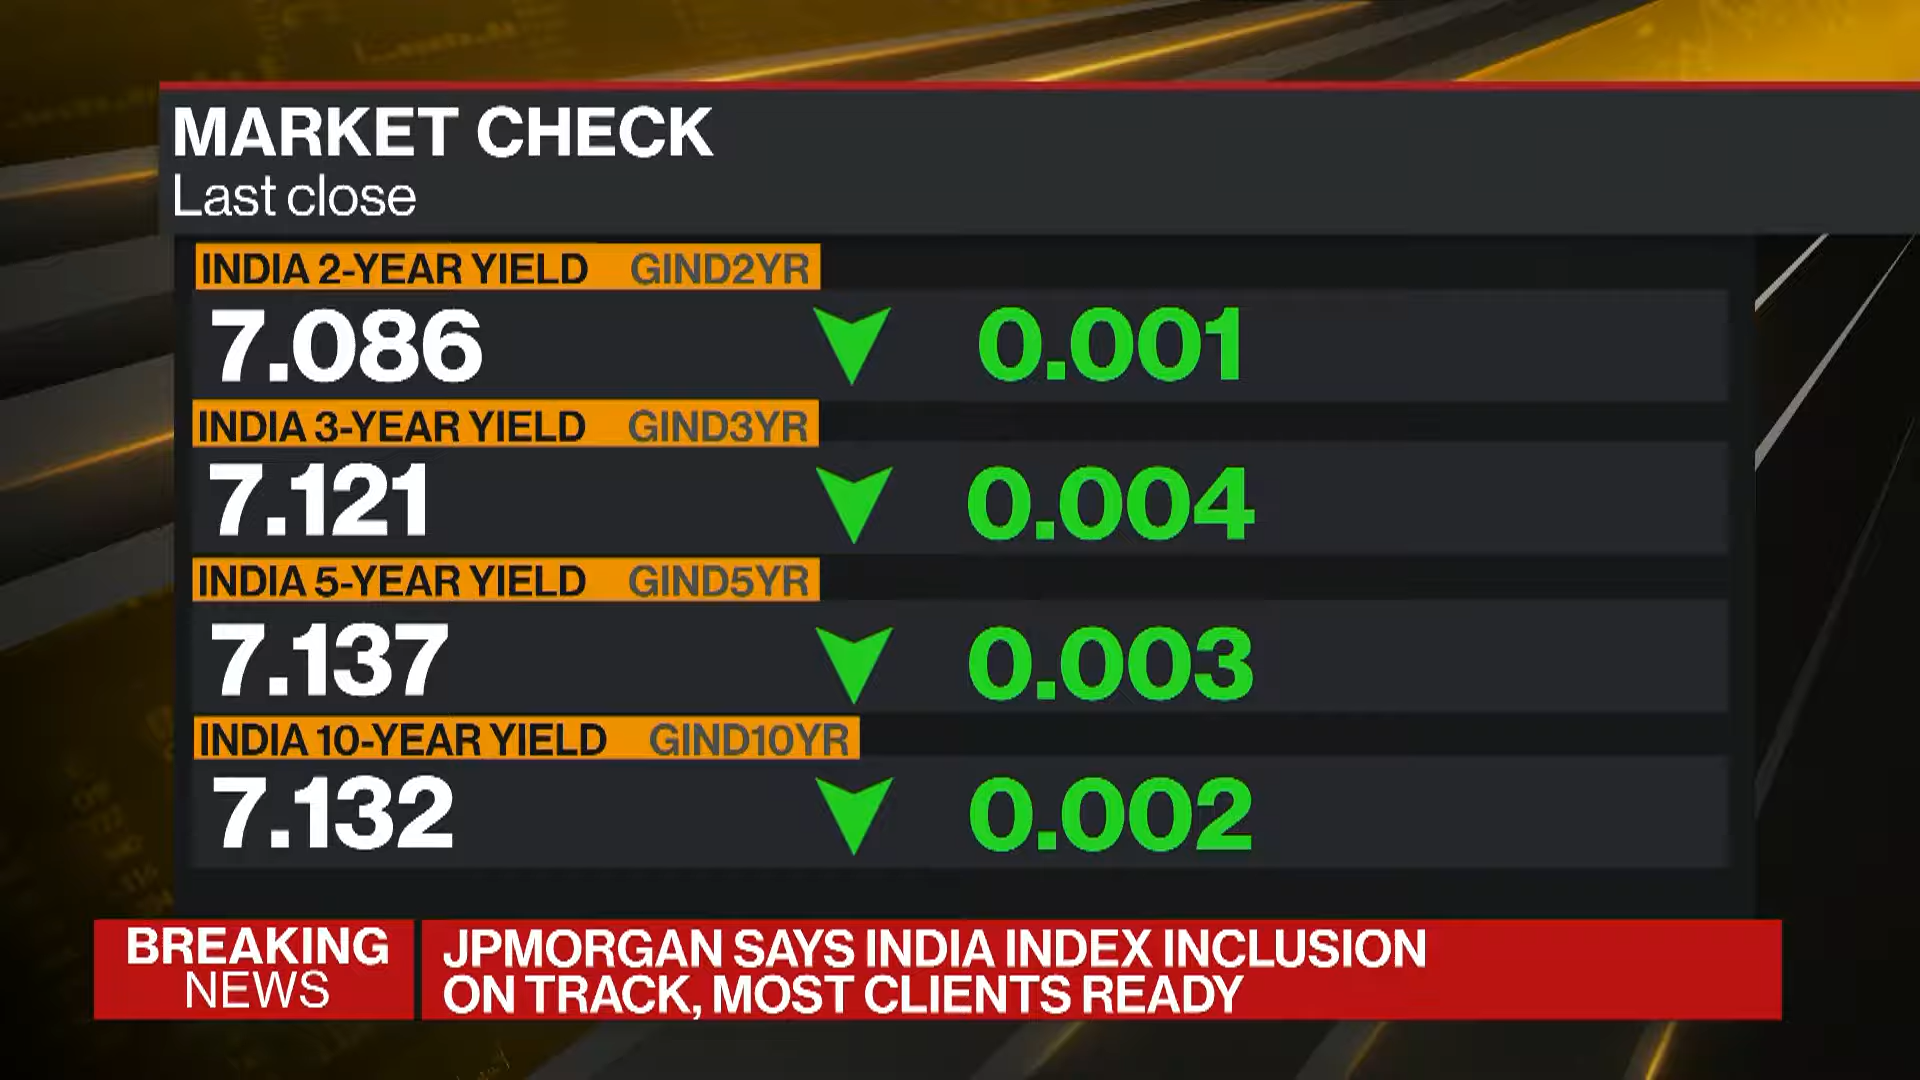 MARKET CHECK
Last close
INDIA 2-YEAR YIELD GIND2YR
7.086 0.001
INDIA 3-YEAR YIELD GIND3YR
7.121 0.004
INDIA 5-YEAR YIELD GIND5YR
7.137 0.003
INDIA 10-YEAR YIELD GIND10YR
7.132 0.002
BREAKING
NEWS
JPMORGAN SAYS INDIA INDEX INCLUSION
ON TRACK, MOST CLIENTS READY